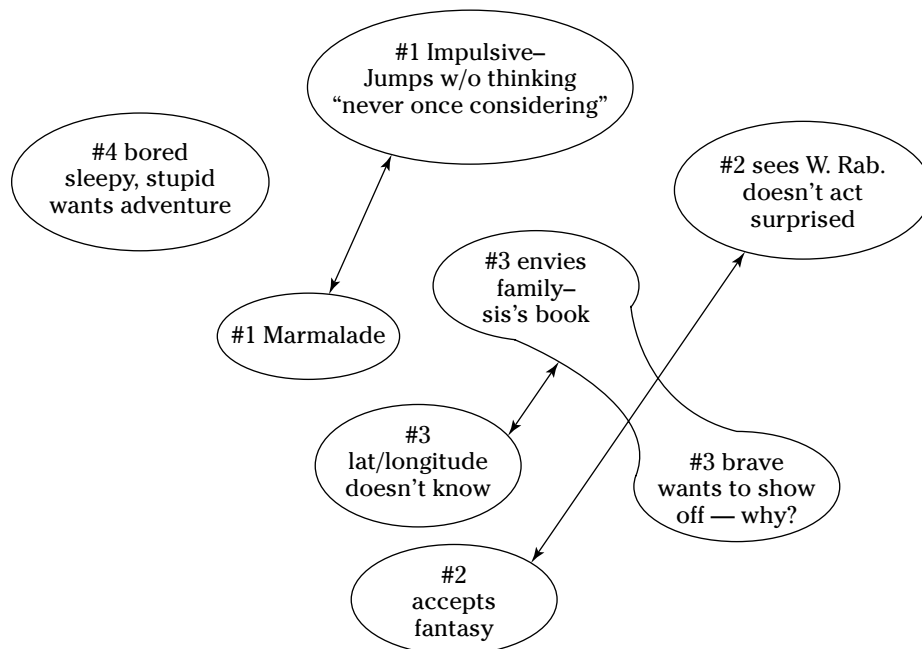 #1 Impulsive–
Jumps w/o thinking
“never once considering”
#4 bored
sleepy, stupid
wants adventure
#2 sees W. Rab.
doesn’t act
surprised
#3 envies
family–
sis’s book
#1 Marmalade
#3
lat/longitude
doesn’t know
#3 brave
wants to show
off — why?
#2
accepts
fantasy